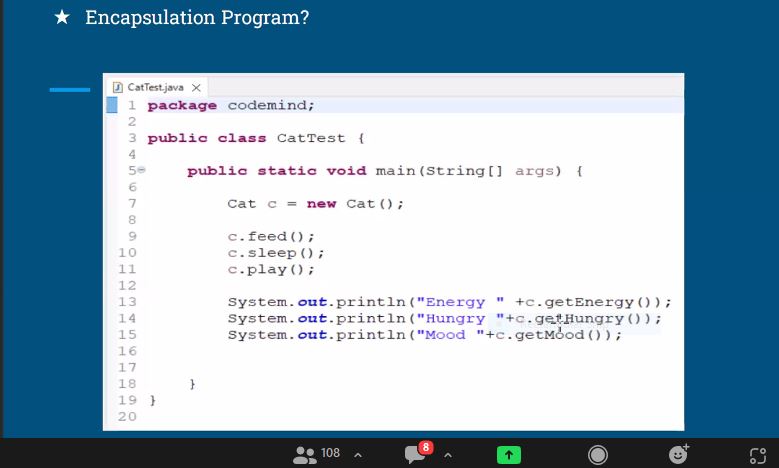 ★ Encapsulation Program?
CatTest.java
1 package codemind;
2
3 public class CatTest {
4
5 public static void main(String[] args) {
6
7 Cat c = new Cat();
8
9 c.feed();
10 c.sleep();
11 c.play();
12
13 System.out.println("Energy " +c.getEnergy());
14 System.out.println("Hungry "+c.getHungry());
15 System.out.println("Mood "+c.getMood());
16
17
18 }
19 }
20
108
8